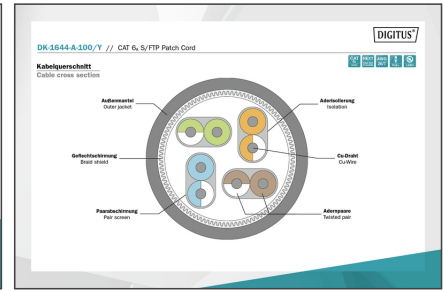 DIGITUS®
DK-1644-A-100/Y // CAT 6A S/FTP Patch Cord
Kabelquerschnitt
Cable cross section
Außenmantel
Outer jacket
Aderisolierung
Isolation
Geflechtschirmung
Braid shield
Cu-Draht
Cu-Wire
Paarabschirmung
Pair screen
Adernpaare
Twisted pair